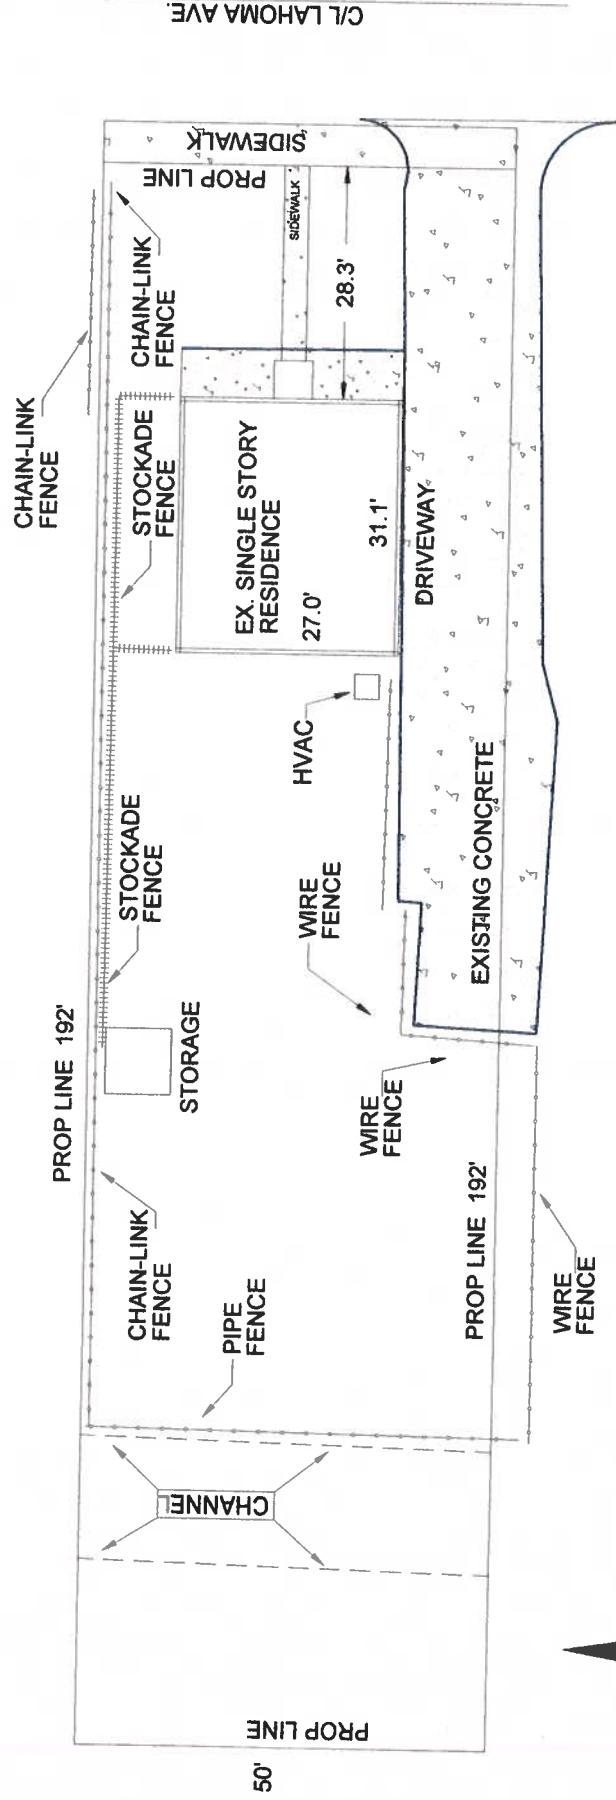 C/L LAHOMA AVE.
SIDEWALK
PROP LINE
SIDEWALK
28.3'
CHAIN-LINK
FENCE
CHAIN-LINK
FENCE
STOCKADE
FENCE
EX. SINGLE STORY
RESIDENCE
27.0'
31.1'
DRIVEWAY
HVAC
EXISTING CONCRETE
STOCKADE
FENCE
WIRE
FENCE
STORAGE
PROP LINE 192'
WIRE
FENCE
CHAIN-LINK
FENCE
PIPE
FENCE
PROP LINE 192'
WIRE
FENCE
CHANNEL
PROP LINE
50'